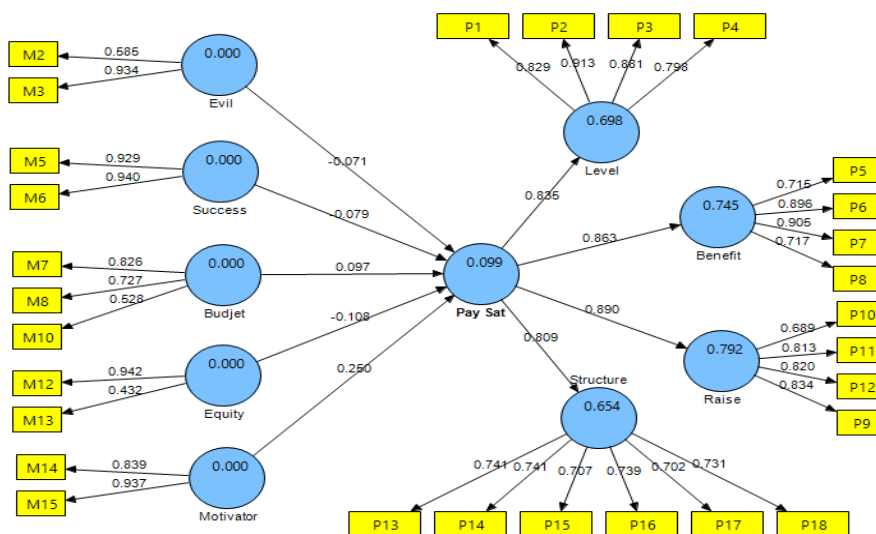 P1
P2
P3
P4
0.829
0.913
0.881
0.798
0.698
Level
M2
M3
0.585
0.934
0.000
Evil
M5
M6
0.929
0.940
0.000
Success
M7
M8
M10
0.826
0.727
0.528
0.000
Budjet
M12
M13
0.942
0.432
0.000
Equity
M14
M15
0.839
0.937
0.000
Motivator
-0.071
-0.079
0.097
-0.108
0.250
0.099
Pay Sat
0.835
0.863
0.890
0.809
0.745
Benefit
0.715
0.896
0.905
0.717
P5
P6
P7
P8
0.792
Raise
0.689
0.813
0.820
0.834
P10
P11
P12
P9
Structure
0.654
0.741
0.741
0.707
0.739
0.702
0.731
P13
P14
P15
P16
P17
P18